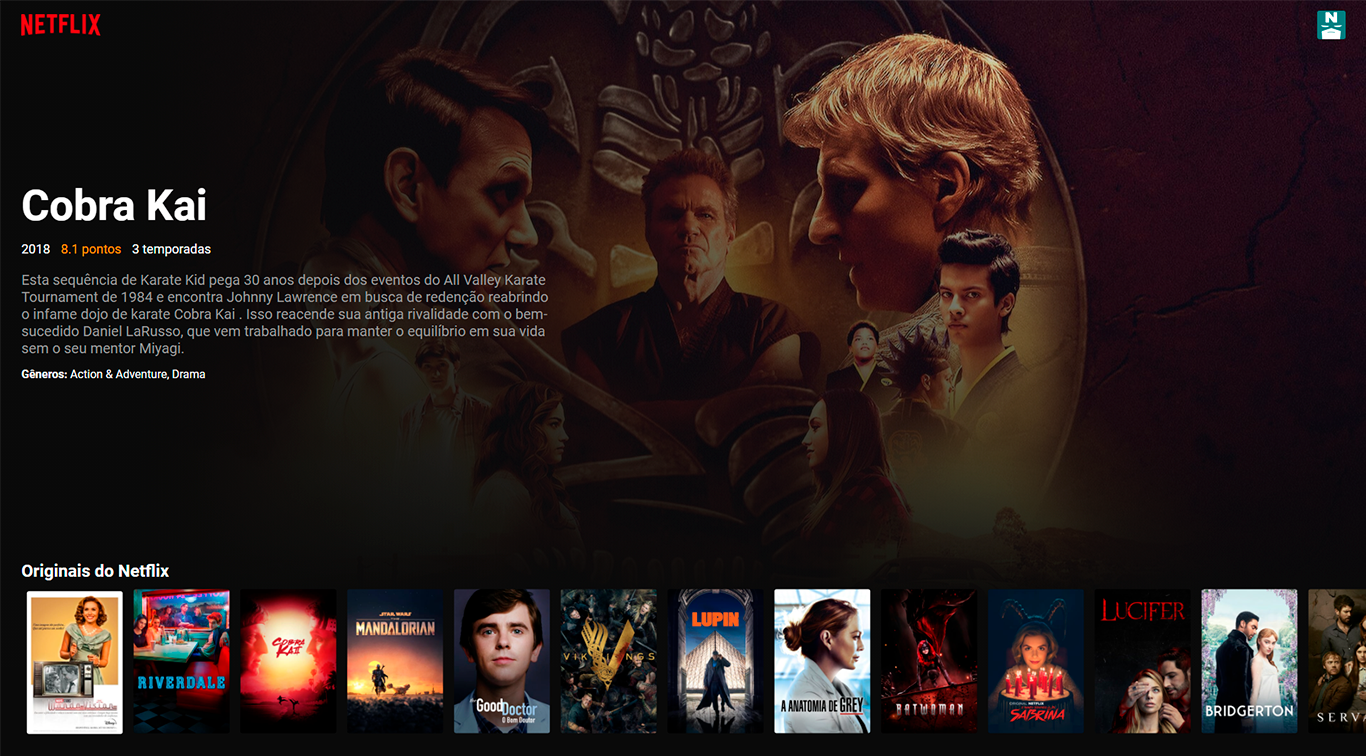 NETFLIX
N
Cobra Kai
2018 8.1 pontos 3 temporadas
Esta sequência de Karate Kid pega 30 anos depois dos eventos do All Valley Karate
Tournament de 1984 e encontra Johnny Lawrence em busca de redenção reabrindo
o infame dojo de karate Cobra Kai . Isso reacende sua antiga rivalidade com o bem-
sucedido Daniel LaRusso, que vem trabalhado para manter o equilíbrio em sua vida
sem o seu mentor Miyagi.
Gêneros: Action & Adventure, Drama
Originais do Netflix
Disney+
RIVERDALE
COBRA
KAI
STAR WARS
THE
MANDALORIAN
the
Good Doctor
O Bom Doutor
VIKINGS
LUPIN
A ANATOMIA DE GREY
BATWOMAN
SABRINA
LUCIFER
BRIDGERTON
SERVA